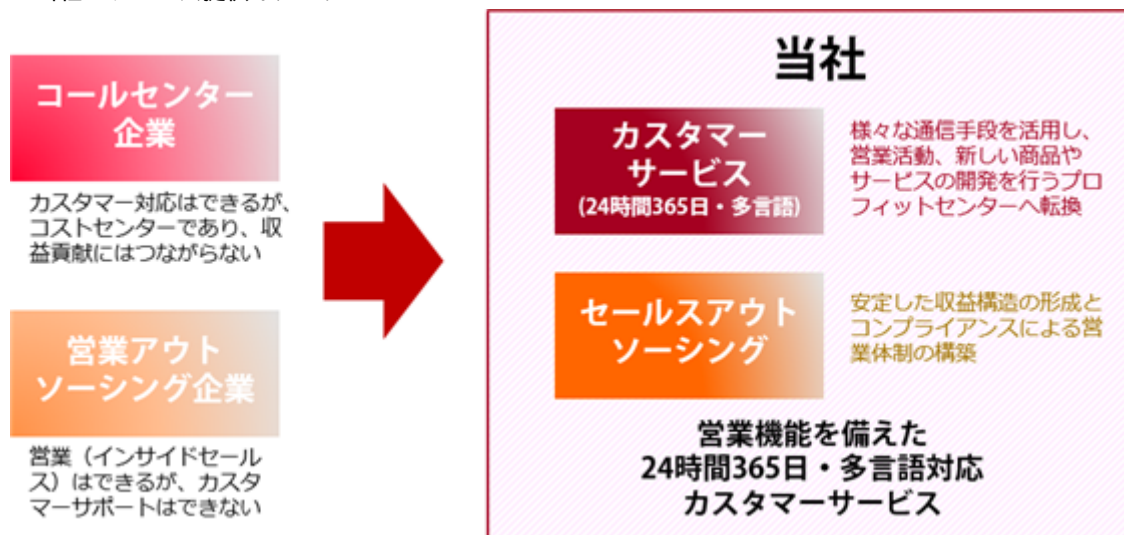 コールセンター
企業
カスタマー対応はできるが、
コストセンターであり、収
益貢献にはつながらない
営業アウト
ソーシング企業
営業（インサイドセール
ス）はできるが、カスタ
マーサポートはできない
当社
カスタマー
サービス
(24時間365日・多言語)
様々な通信手段を活用し、
営業活動、新しい商品や
サービスの開発を行うプロ
フィットセンターへ転換
セールスアウト
ソーシング
安定した収益構造の形成と
コンプライアンスによる営
業体制の構築
営業機能を備えた
24時間365日・多言語対応
カスタマーサービス